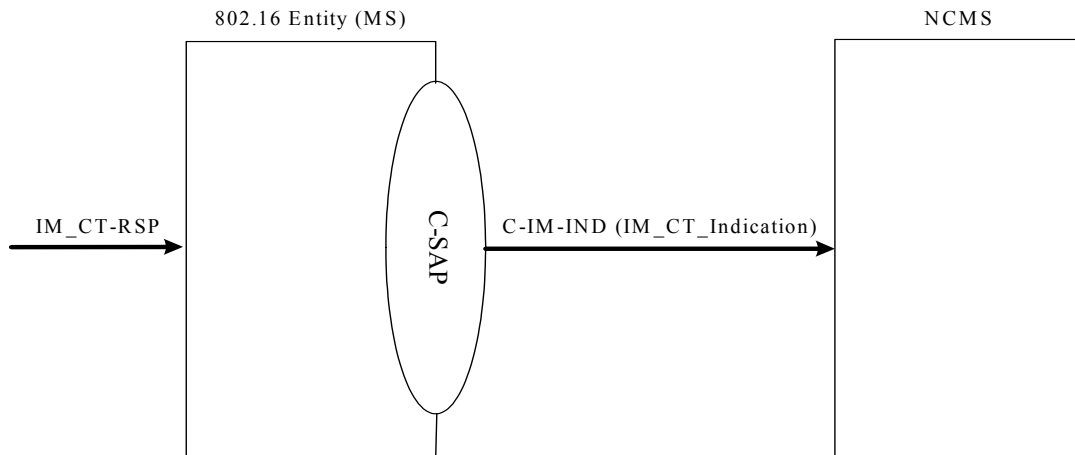 802.16 Entity (MS)
NCMS
IM_CT-RSP
C-SAP
C-IM-IND (IM_CT_Indication)